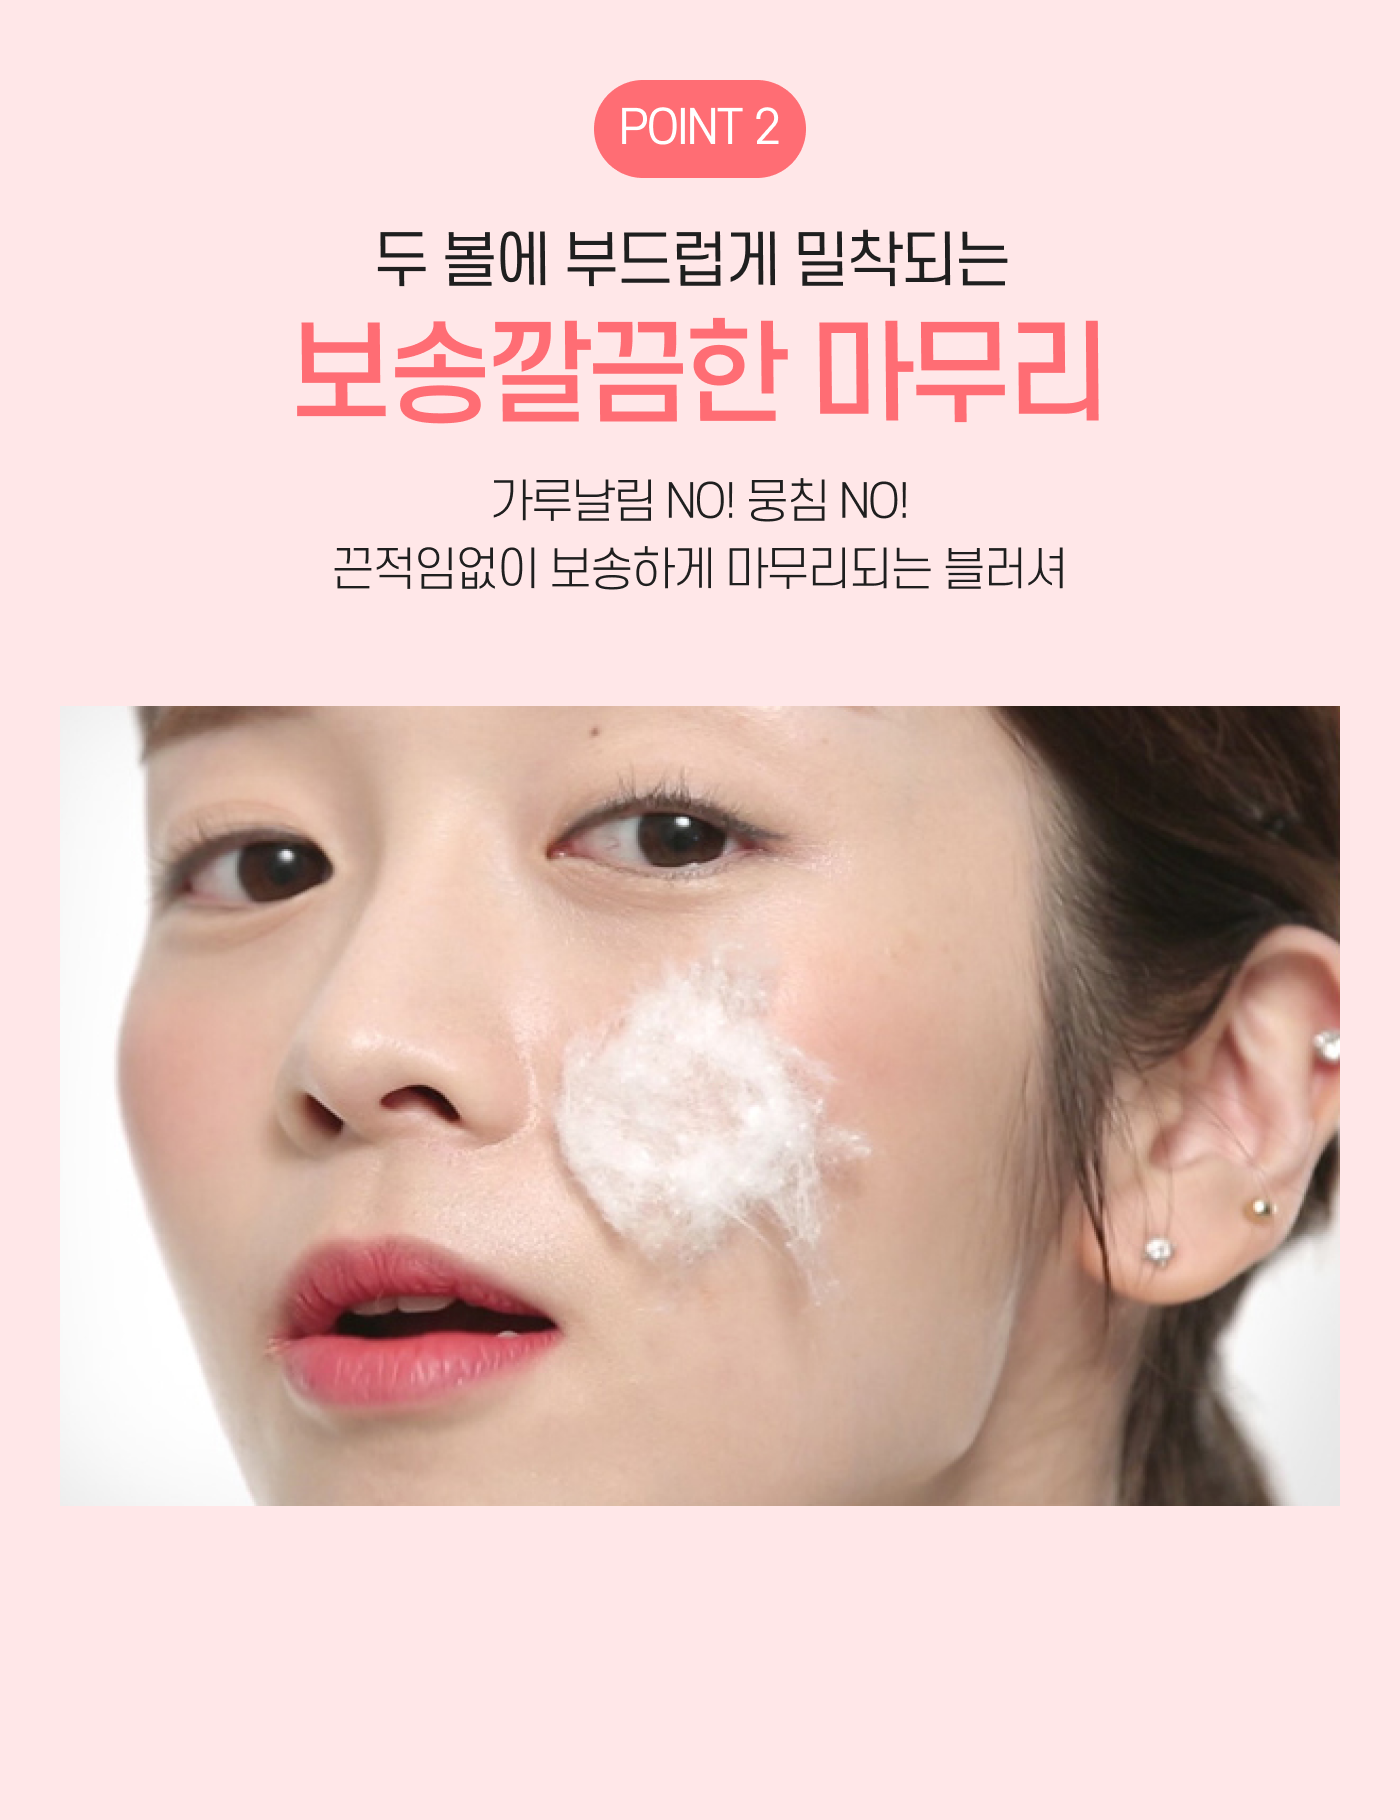 POINT 2
두 볼에 부드럽게 밀착되는
보송깔끔한 마무리
가루날림 NO! 뭉침 NO!
끈적임없이 보송하게 마무리되는 블러셔